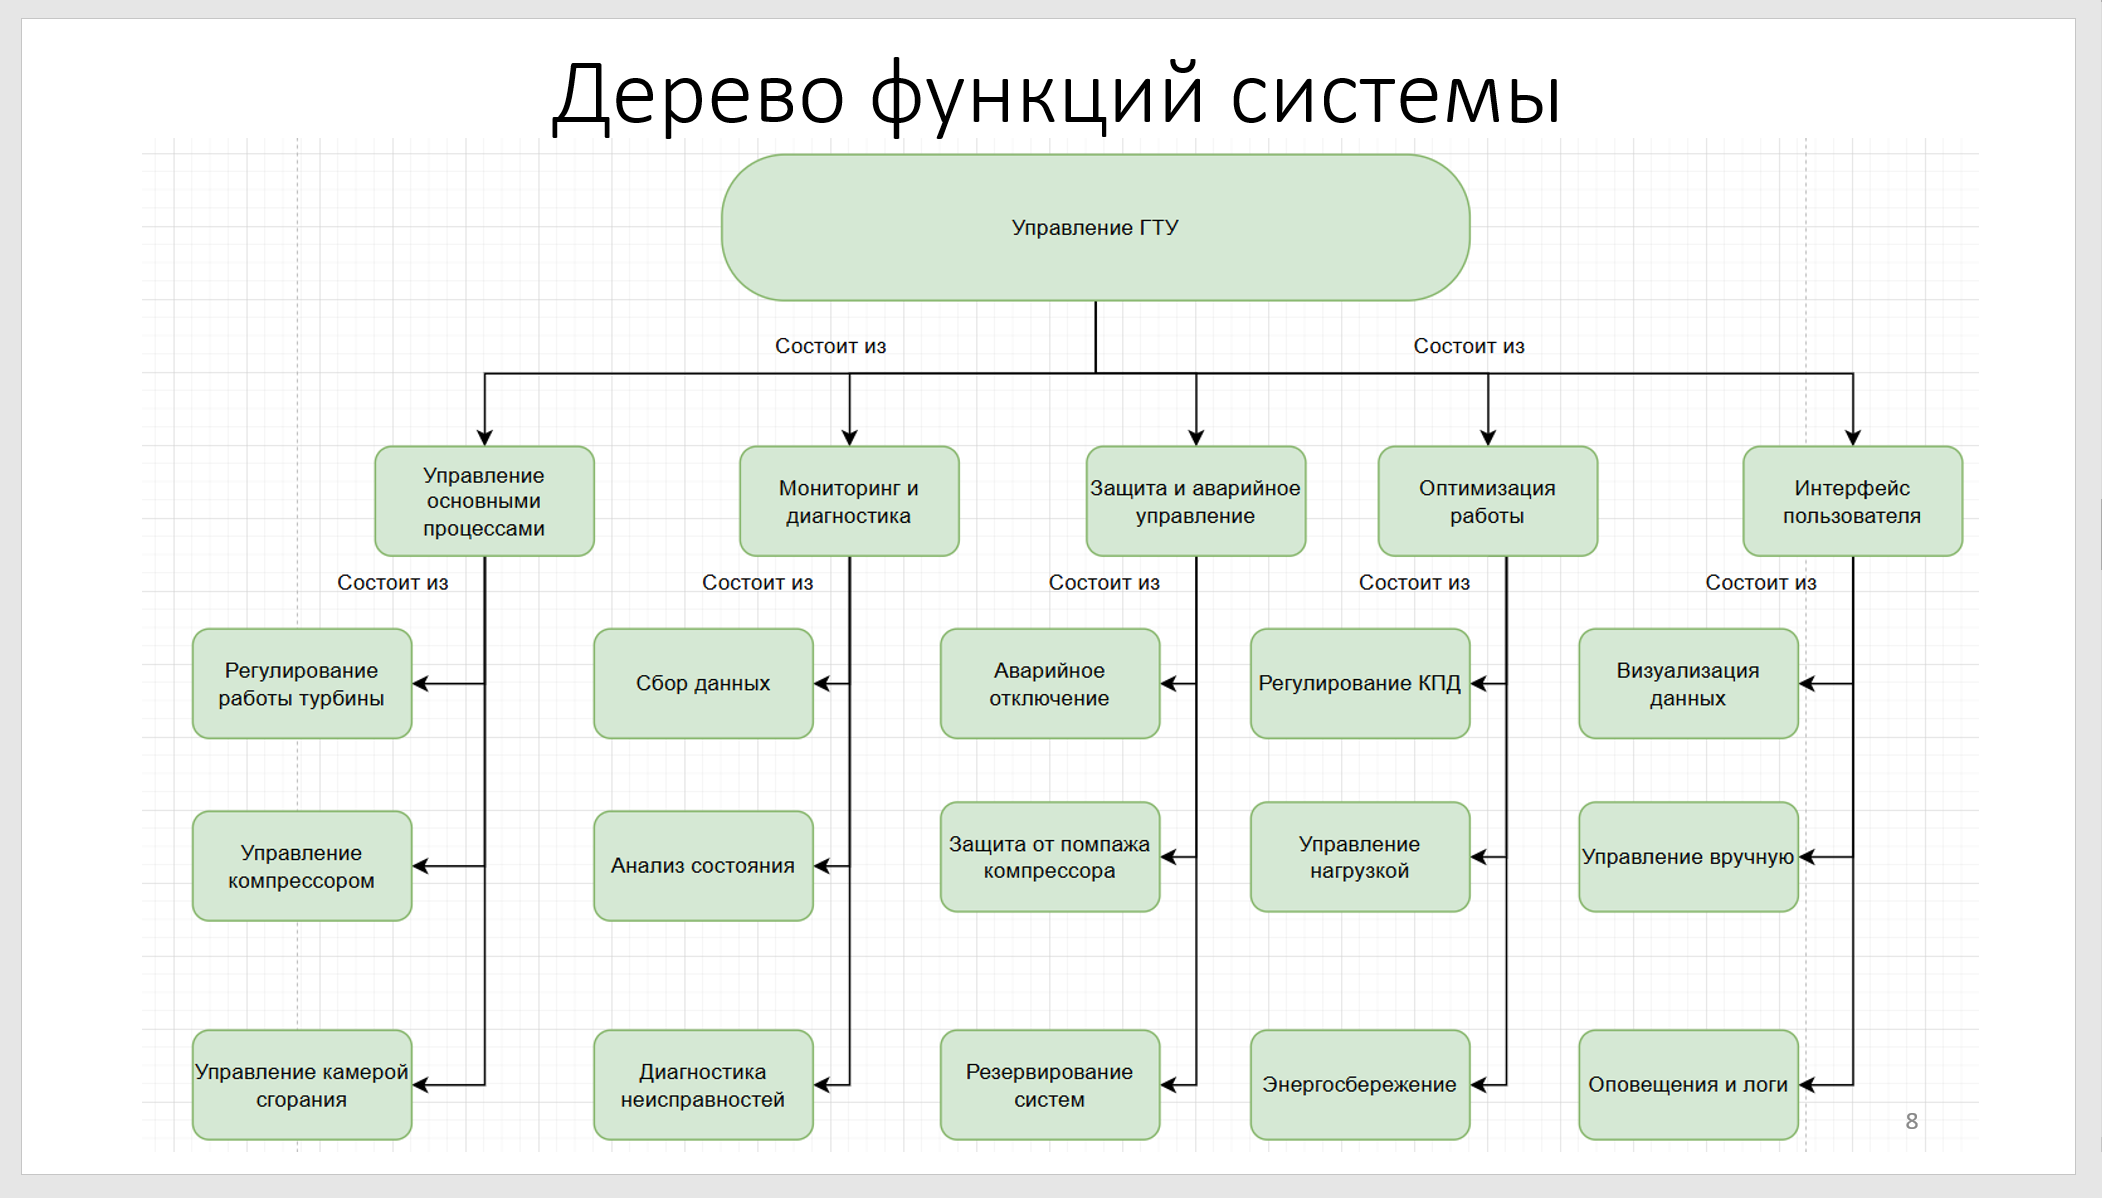 Дерево функций системы
Управление ГТУ
Состоит из
Состоит из
Управление
основными
процессами
Мониторинг и
диагностика
Защита и аварийное
управление
Оптимизация
работы
Интерфейс
пользователя
Состоит из
Состоит из
Состоит из
Состоит из
Состоит из
Регулирование
работы турбины
Сбор данных
Аварийное
отключение
Регулирование КПД
Визуализация
данных
Управление
компрессором
Анализ состояния
Защита от помпажа
компрессора
Управление
нагрузкой
Управление вручную
Управление камерой
сгорания
Диагностика
неисправностей
Резервирование
систем
Энергосбережение
Оповещения и логи
8